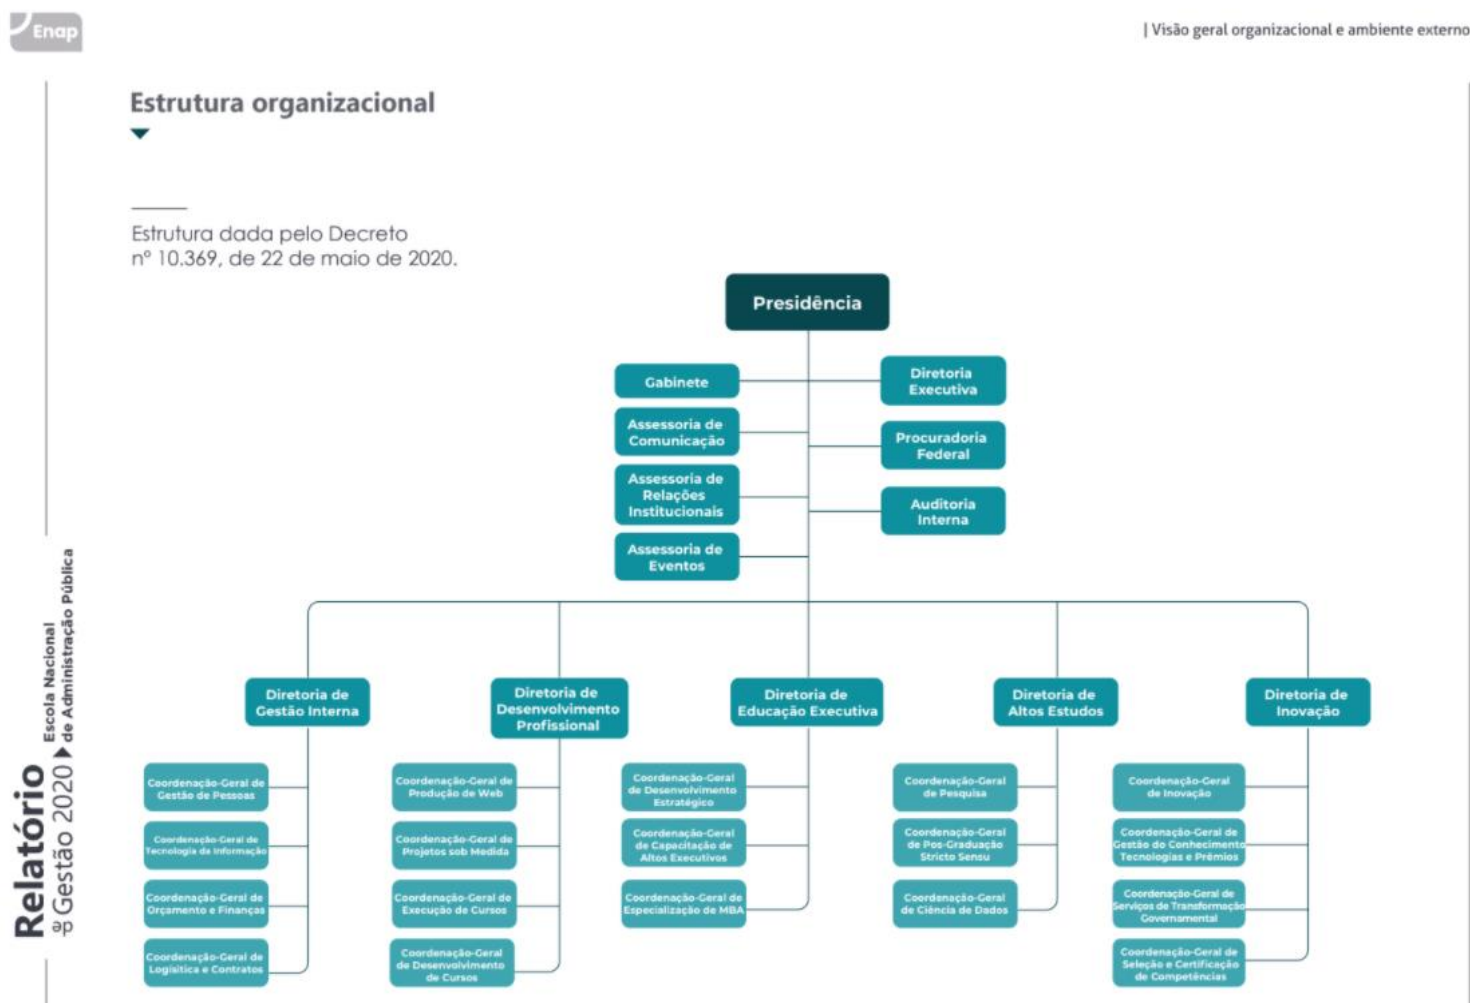 Enap
| Visão geral organizacional e ambiente externo
Estrutura organizacional
Estrutura dada pelo Decreto
nº 10.369, de 22 de maio de 2020.
Presidência
Gabinete
Diretoria
Executiva
Assessoria de
Comunicação
Procuradoria
Federal
Assessoria de
Relações
Institucionais
Auditoria
Interna
Assessoria de
Eventos
Diretoria de
Gestão Interna
Diretoria de
Desenvolvimento
Profissional
Diretoria de
Educação Executiva
Diretoria de
Altos Estudos
Diretoria de
Inovação
Coordenação-Geral de
Gestão de Pessoas
Coordenação-Geral de
Tecnologia da Informação
Coordenação-Geral de
Orçamento e Finanças
Coordenação-Geral de
Logísitica e Contratos
Coordenação-Geral de
Produção de Web
Coordenação-Geral de
Projetos sob Medida
Coordenação-Geral de
Execução de Cursos
Coordenação-Geral
de Desenvolvimento
de Cursos
Coordenação-Geral
de Desenvolvimento
Estratégico
Coordenação-Geral
de Capacitação de
Altos Executivos
Coordenação-Geral de
Especialização de MBA
Coordenação-Geral
de Pesquisa
Coordenação-Geral
de Pos-Graduação
Stricto Sensu
Coordenação-Geral
de Ciência de Dados
Coordenação-Geral
de Inovação
Coordenação-Geral de
Gestão do Conhecimento
Tecnologias e Prêmios
Coordenação-Geral de
Serviços de Transformação
Governamental
Coordenação-Geral de
Seleção e Certificação
de Competências
Relatório
de Gestão 2020
Escola Nacional
de Administração Pública